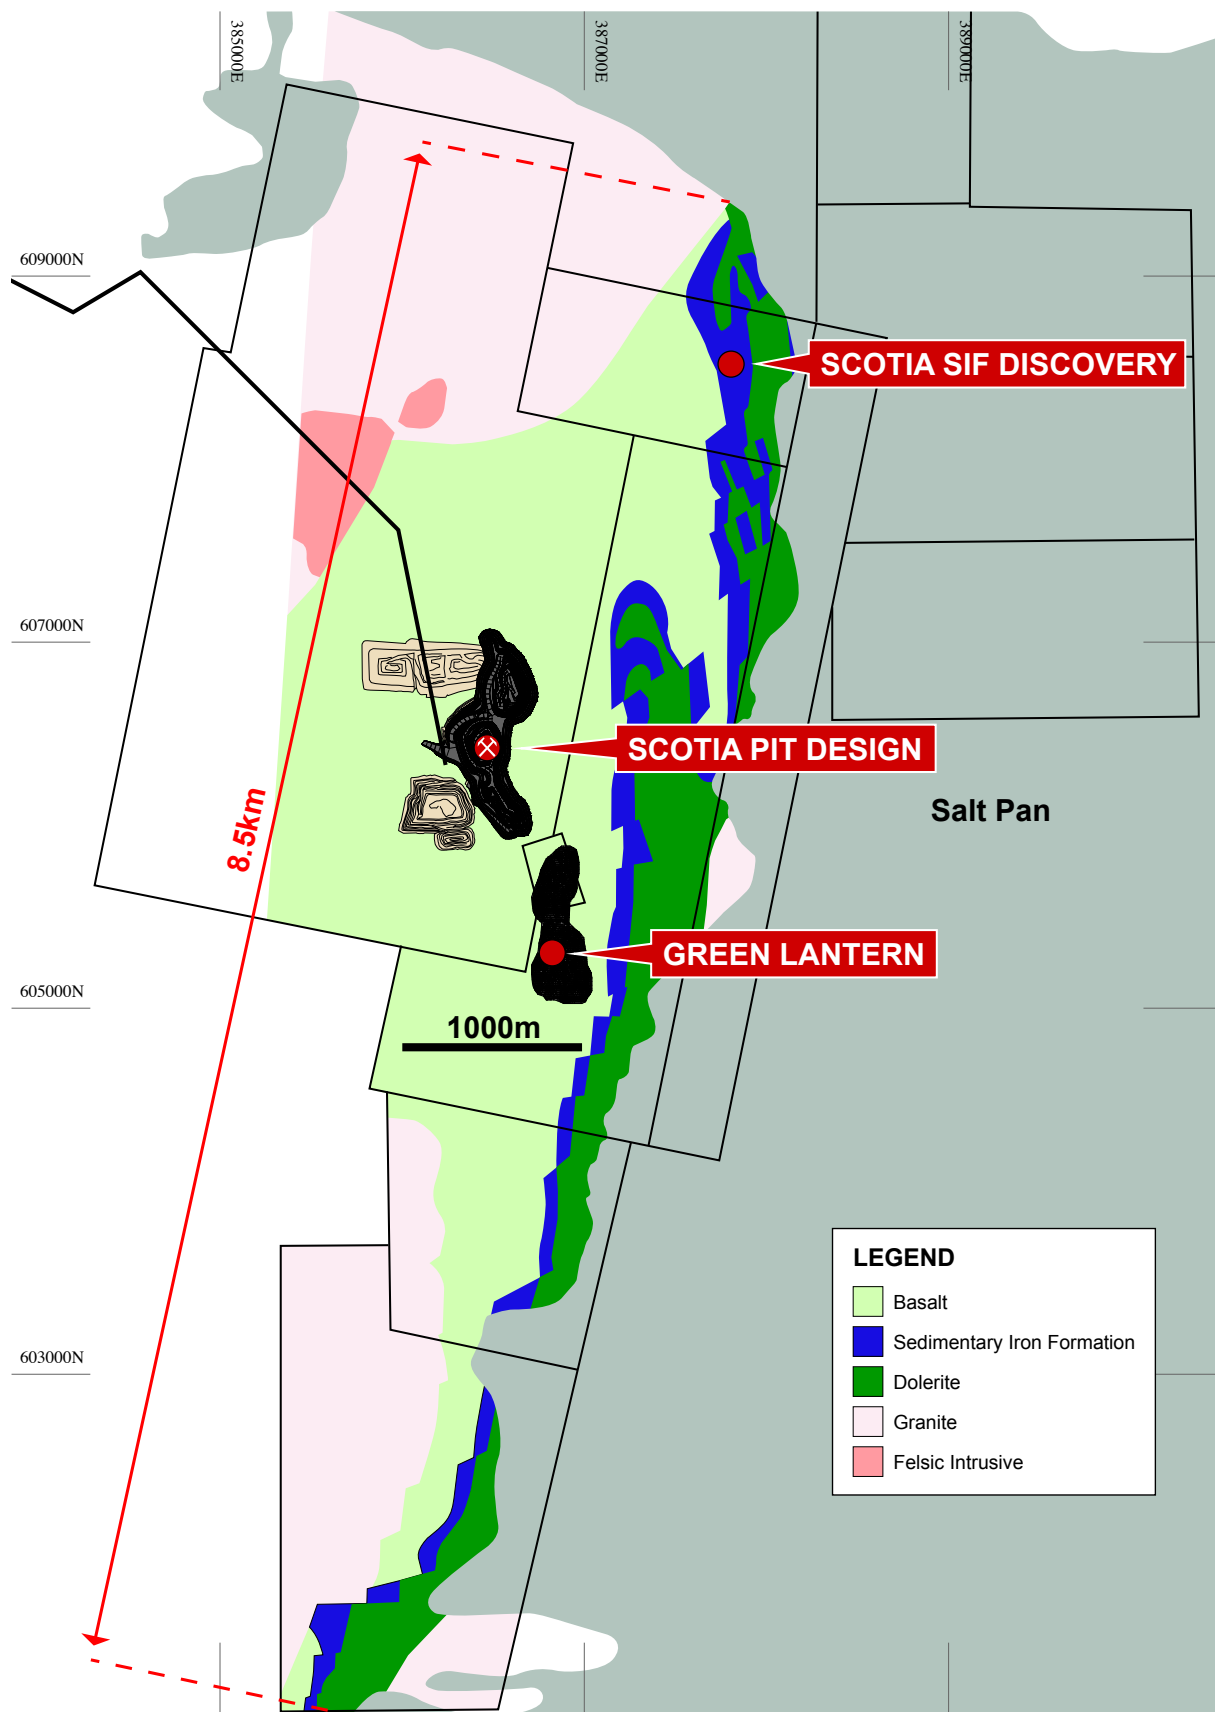 385000E
387000E
389000E
609000N
SCOTIA SIF DISCOVERY
607000N
SCOTIA PIT DESIGN
Salt Pan
8.5km
GREEN LANTERN
605000N
1000m
LEGEND
Basalt
Sedimentary Iron Formation
603000N
Dolerite
Granite
Felsic Intrusive